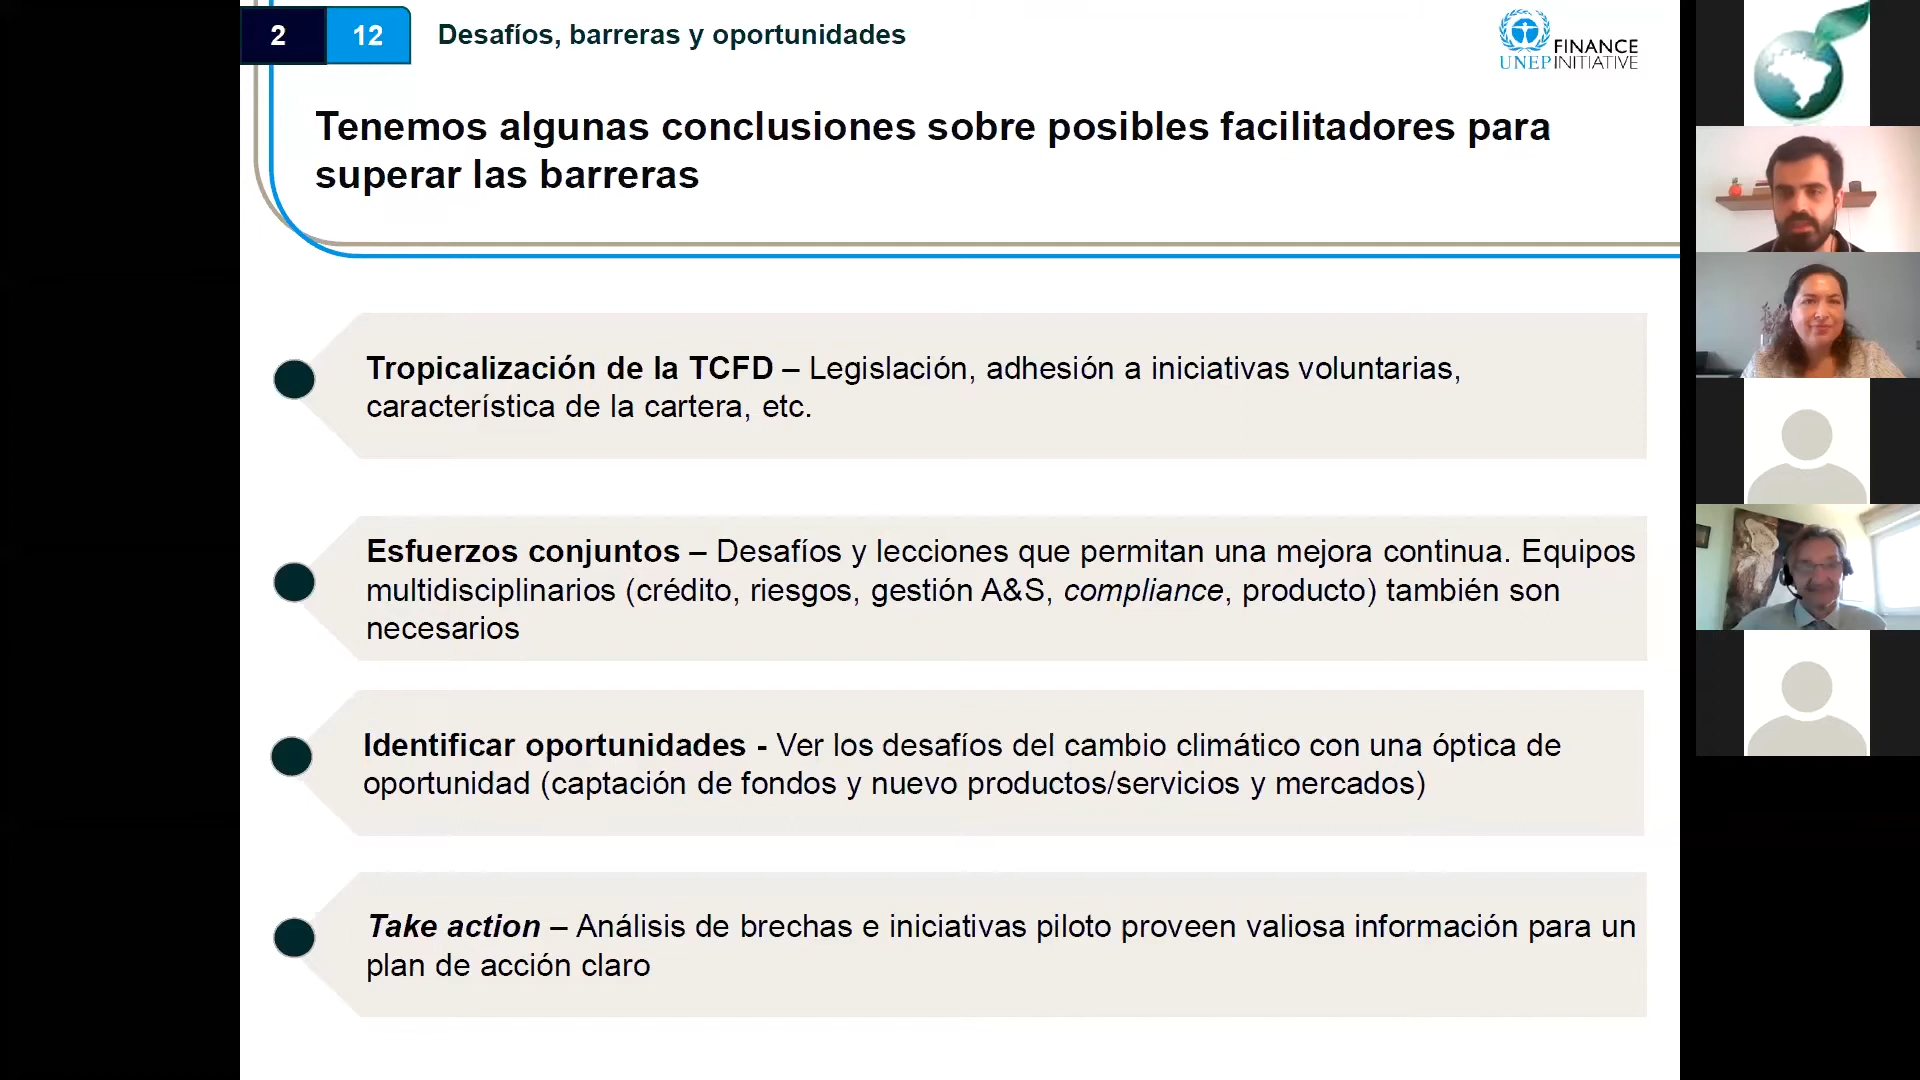 2 12 Desafíos, barreras y oportunidades
FINANCE
UNEP INITIATIVE
Tenemos algunas conclusiones sobre posibles facilitadores para
superar las barreras
Tropicalización de la TCFD – Legislación, adhesión a iniciativas voluntarias,
característica de la cartera, etc.
Esfuerzos conjuntos – Desafíos y lecciones que permitan una mejora continua. Equipos
multidisciplinarios (crédito, riesgos, gestión A&S, compliance, producto) también son
necesarios
Identificar oportunidades - Ver los desafíos del cambio climático con una óptica de
oportunidad (captación de fondos y nuevo productos/servicios y mercados)
Take action – Análisis de brechas e iniciativas piloto proveen valiosa información para un
plan de acción claro